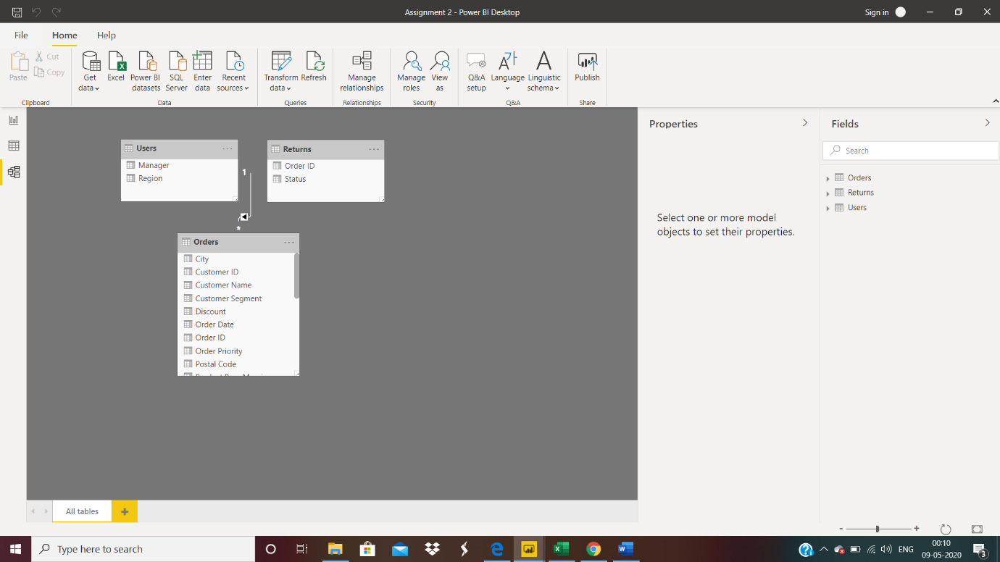 Assignment 2 - Power BI Desktop
Sign in
File Home Help
Paste
Cut
Copy
Get data
Excel
Power BI datasets
SQL Server
Enter data
Recent sources
Transform data
Refresh
Manage relationships
Manage roles
View as
Q&A setup
Language
Linguistic schema
Publish
Clipboard Data Queries Relationships Security Q&A Share
Users
Manager
Region
1
*
Returns
Order ID
Status
Orders
City
Customer ID
Customer Name
Customer Segment
Discount
Order Date
Order ID
Order Priority
Postal Code
Properties
Select one or more model
objects to set their properties.
Fields
Search
Orders
Returns
Users
All tables +
- +
Type here to search
ENG
00:10
09-05-2020
3